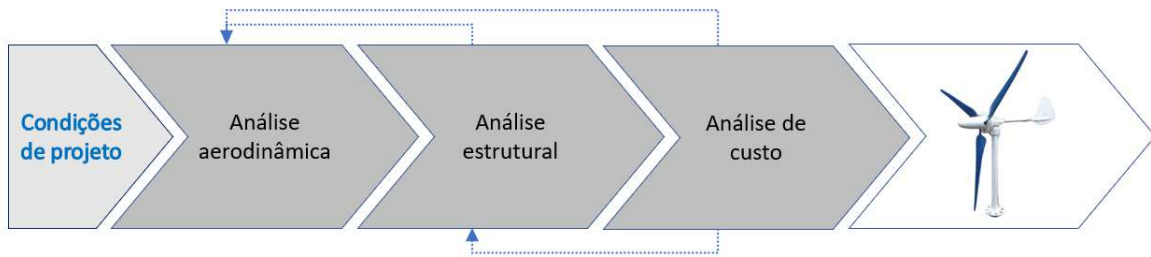 Condições
de projeto
Análise
aerodinâmica
Análise
estrutural
Análise de
custo